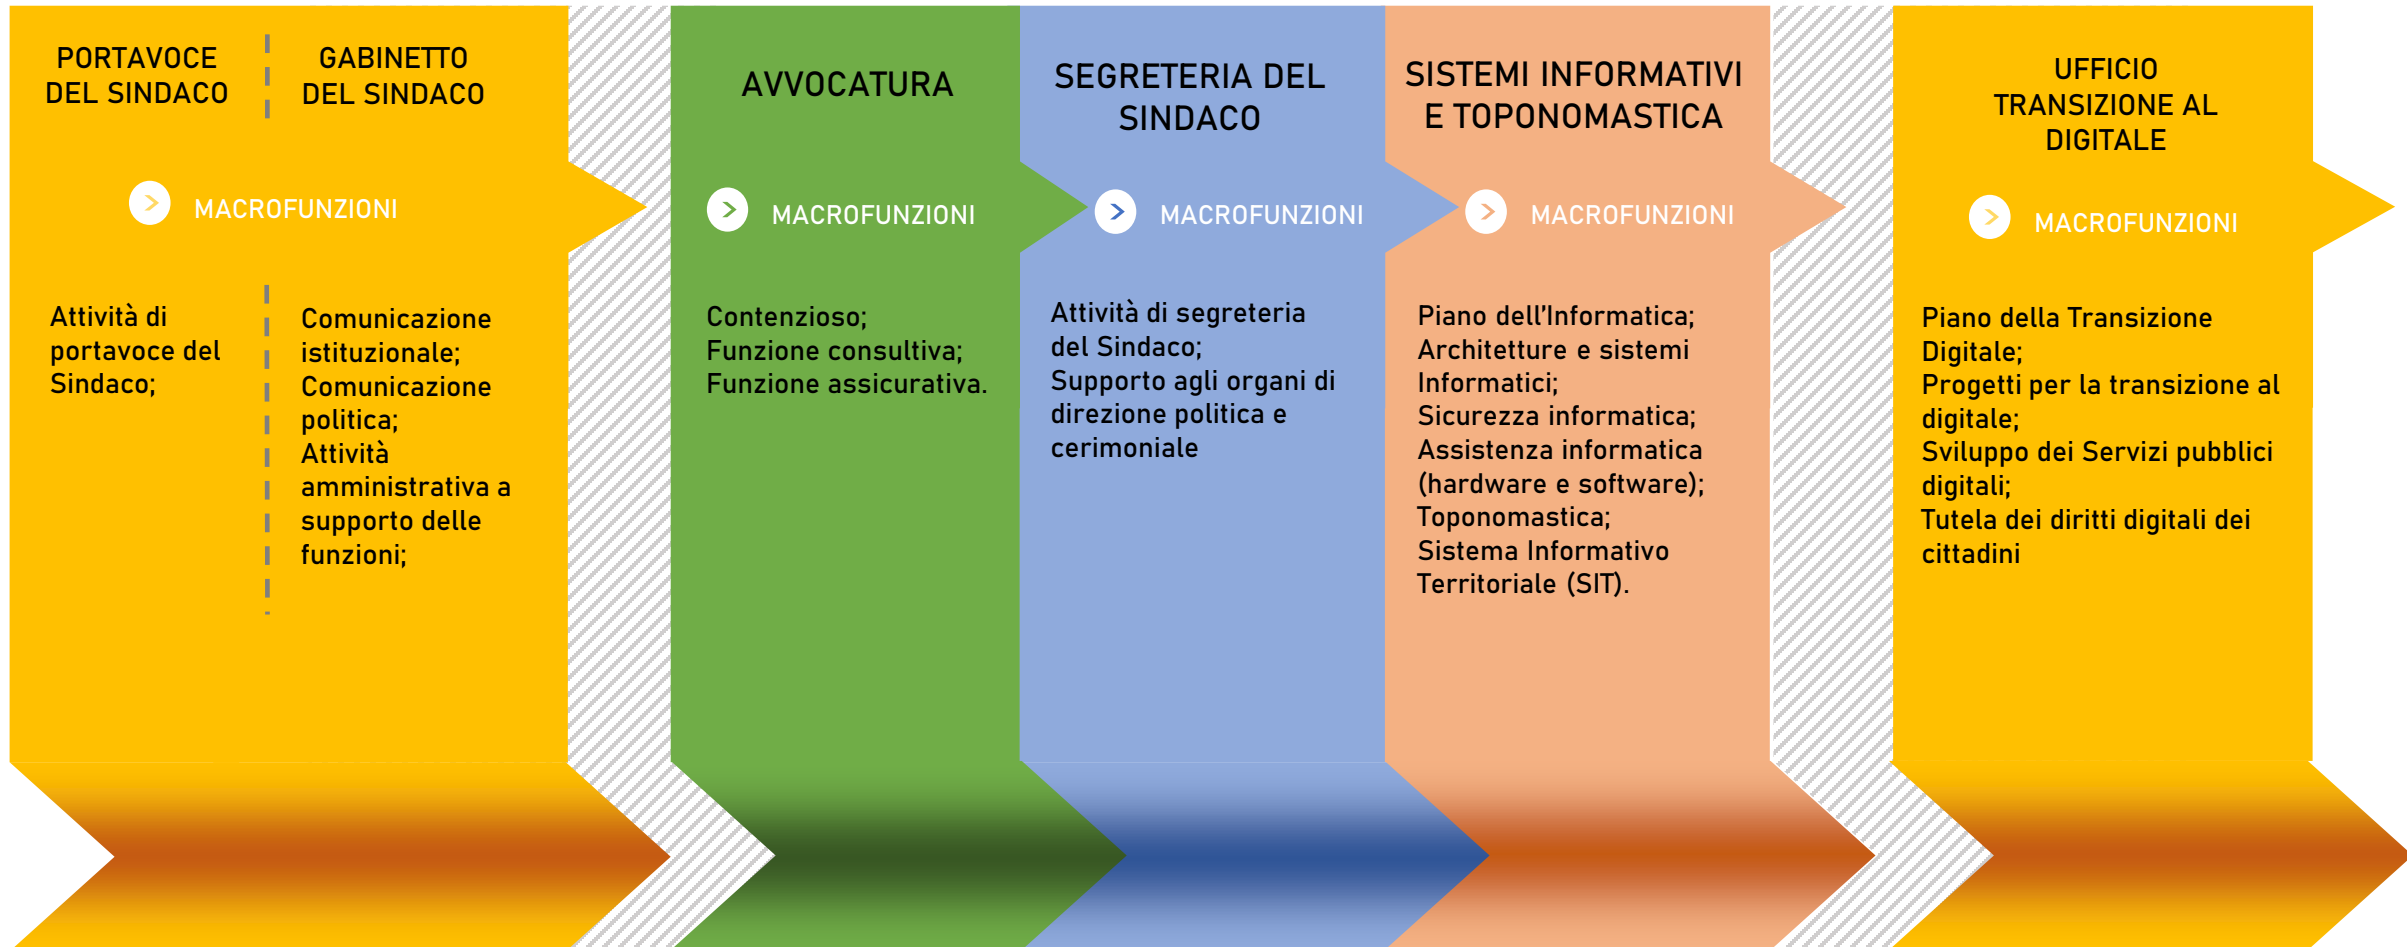 PORTAVOCE
DEL SINDACO
GABINETTO
DEL SINDACO
MACROFUNZIONI
Attività di
portavoce del
Sindaco;
Comunicazione
istituzionale;
Comunicazione
politica;
Attività
amministrativa a
supporto delle
funzioni;
AVVOCATURA
MACROFUNZIONI
Contenzioso;
Funzione consultiva;
Funzione assicurativa.
SEGRETERIA DEL
SINDACO
MACROFUNZIONI
Attività di segreteria
del Sindaco;
Supporto agli organi di
direzione politica e
cerimoniale
SISTEMI INFORMATIVI
E TOPONOMASTICA
MACROFUNZIONI
Piano dell'Informatica;
Architetture e sistemi
Informatici;
Sicurezza informatica;
Assistenza informatica
(hardware e software);
Toponomastica;
Sistema Informativo
Territoriale (SIT).
UFFICIO
TRANSIZIONE AL
DIGITALE
MACROFUNZIONI
Piano della Transizione
Digitale;
Progetti per la transizione al
digitale;
Sviluppo dei Servizi pubblici
digitali;
Tutela dei diritti digitali dei
cittadini